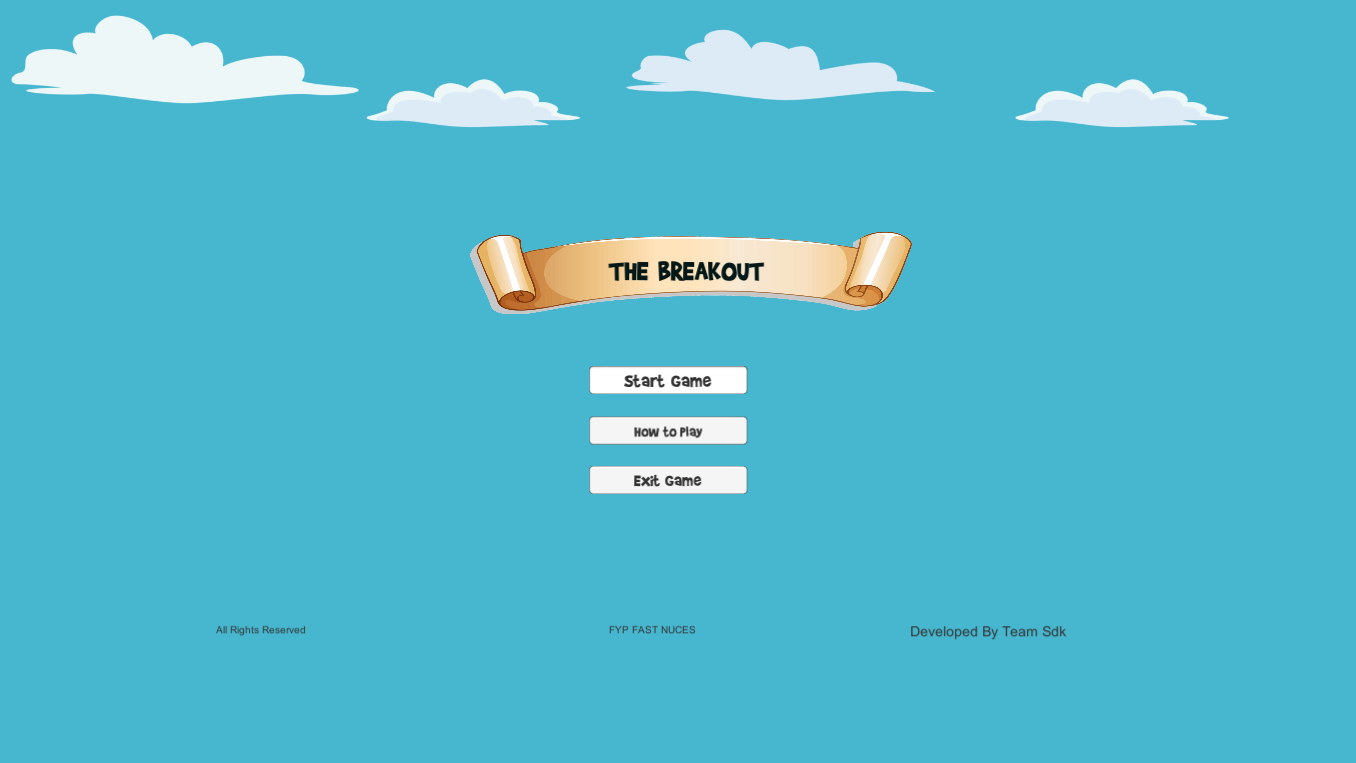 THE BREAKOUT
Start Game
How to Play
Exit Game
All Rights Reserved
FYP FAST NUCES
Developed By Team Sdk